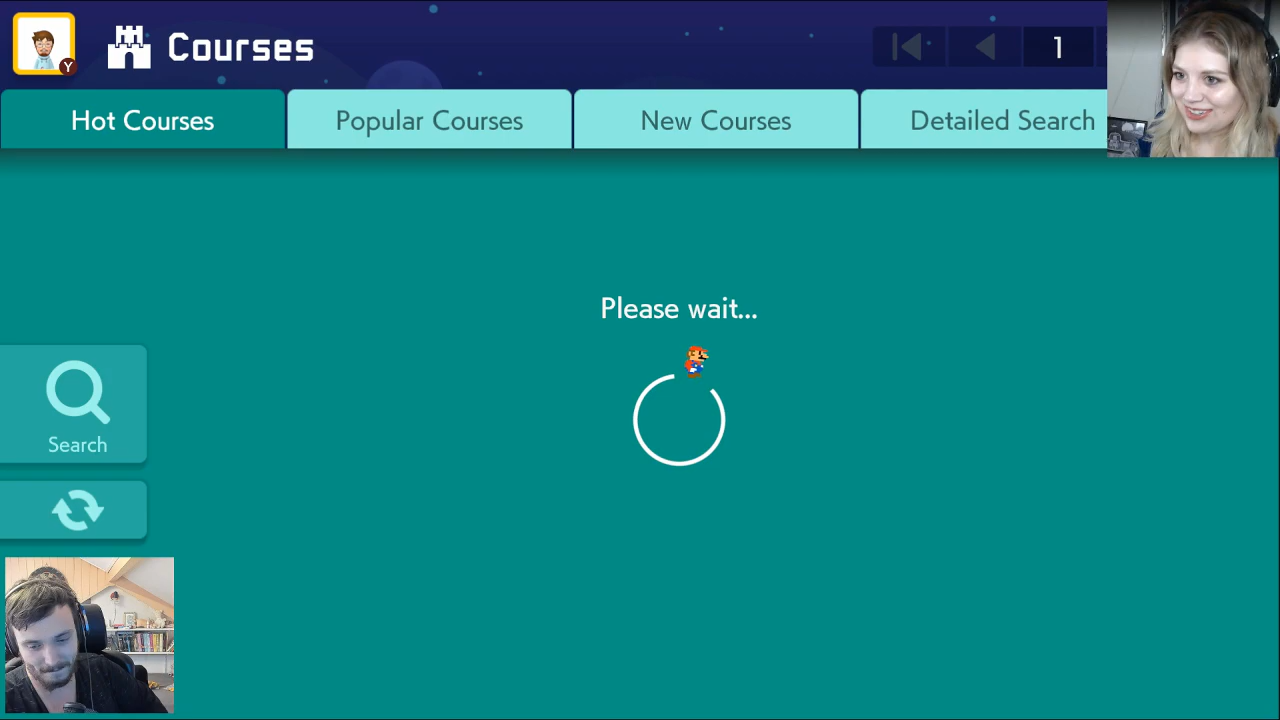 Y
Courses
1
Hot Courses
Popular Courses
New Courses
Detailed Search
Please wait...
Search